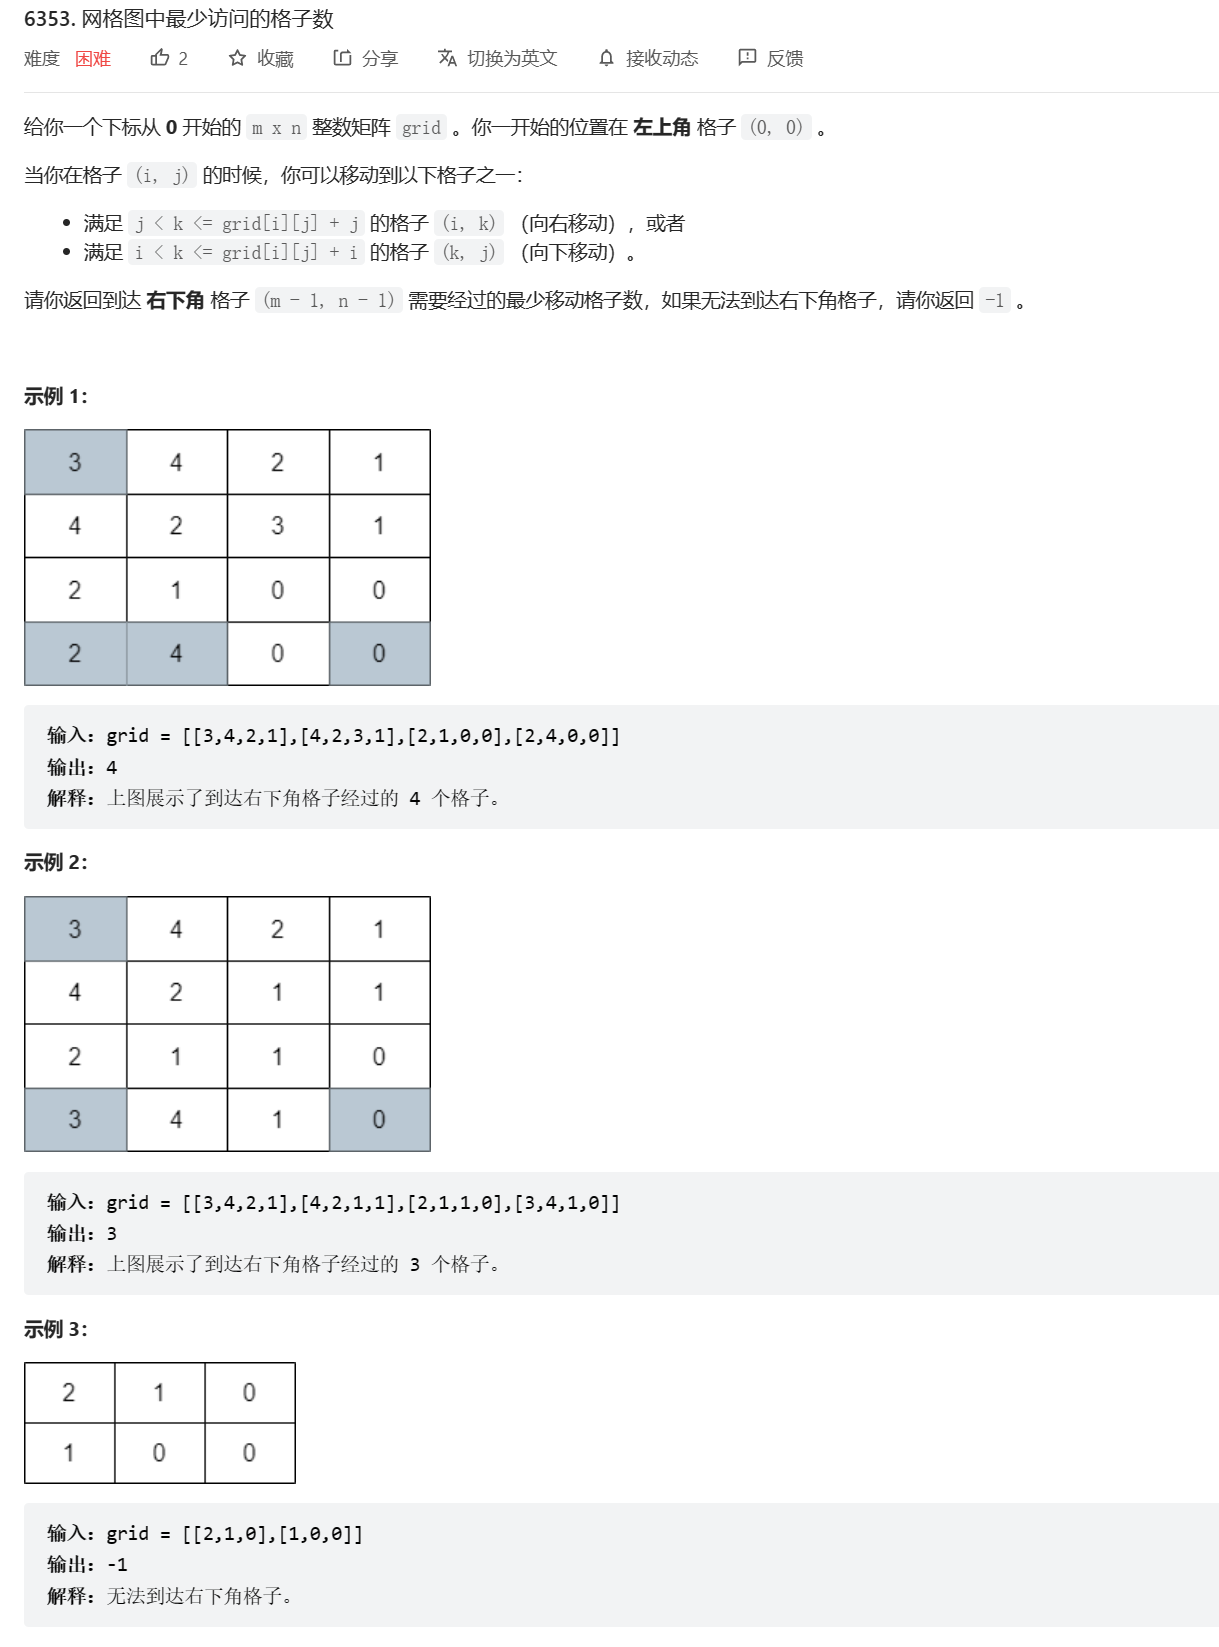 6353. 网格图中最少访问的格子数
难度 困难 2 收藏 分享 切换为英文 接收动态 反馈
给你一个下标从 0 开始的 m x n 整数矩阵 grid 。你一开始的位置在 左上角 格子 (0, 0) 。
当你在格子 (i, j) 的时候，你可以移动到以下格子之一：
• 满足 j < k <= grid[i][j] + j 的格子 (i, k) （向右移动），或者
• 满足 i < k <= grid[i][j] + i 的格子 (k, j) （向下移动）。
请你返回到达 右下角 格子 (m - 1, n - 1) 需要经过的最少移动格子数，如果无法到达右下角格子，请你返回 -1 。
示例 1：
3 4 2 1
4 2 3 1
2 1 0 0
2 4 0 0
输入：grid = [[3,4,2,1],[4,2,3,1],[2,1,0,0],[2,4,0,0]]
输出：4
解释：上图展示了到达右下角格子经过的 4 个格子。
示例 2：
3 4 2 1
4 2 1 1
2 1 1 0
3 4 1 0
输入：grid = [[3,4,2,1],[4,2,1,1],[2,1,1,0],[3,4,1,0]]
输出：3
解释：上图展示了到达右下角格子经过的 3 个格子。
示例 3：
2 1 0
1 0 0
输入：grid = [[2,1,0],[1,0,0]]
输出：-1
解释：无法到达右下角格子。